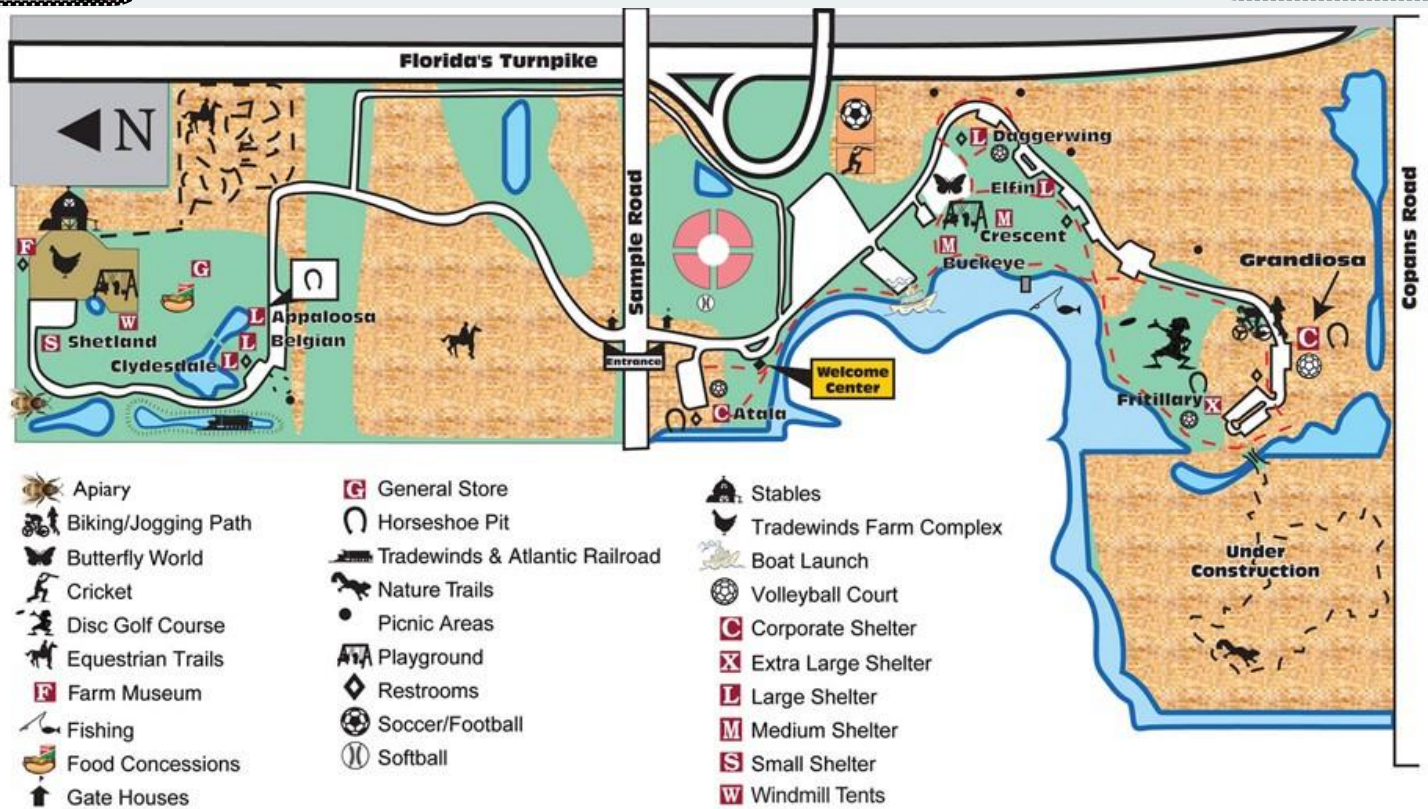 Florida's Turnpike
N
Sample Road
Copans Road
L Daggerwing
Elfin L
M
Crescent
M
Buckeye
Grandiosa
C
F
G
W
S Shetland
L Appaloosa
L Belgian
Clydesdale L
Entrance
Welcome
Center
C Atala
Fritillary X
Under
Construction
Apiary
Biking/Jogging Path
Butterfly World
Cricket
Disc Golf Course
Equestrian Trails
F Farm Museum
Fishing
Food Concessions
Gate Houses
G General Store
Horseshoe Pit
Tradewinds & Atlantic Railroad
Nature Trails
Picnic Areas
Playground
Restrooms
Soccer/Football
Softball
Stables
Tradewinds Farm Complex
Boat Launch
Volleyball Court
C Corporate Shelter
X Extra Large Shelter
L Large Shelter
M Medium Shelter
S Small Shelter
W Windmill Tents